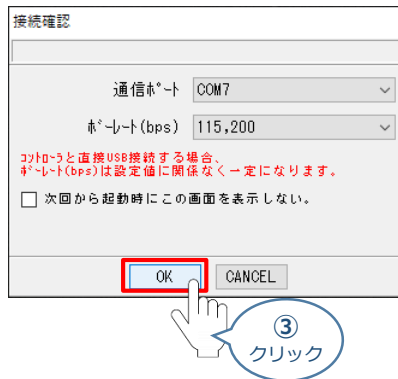 接続確認
通信ﾎﾟｰﾄ COM7
ﾎﾞｰﾚｰﾄ(bps) 115,200
ｺﾝﾄﾛｰﾗと直接USB接続する場合、
ﾎﾞｰﾚｰﾄ(bps)は設定値に関係なく一定になります。
次回から起動時にこの画面を表示しない。
OK CANCEL
③
クリック